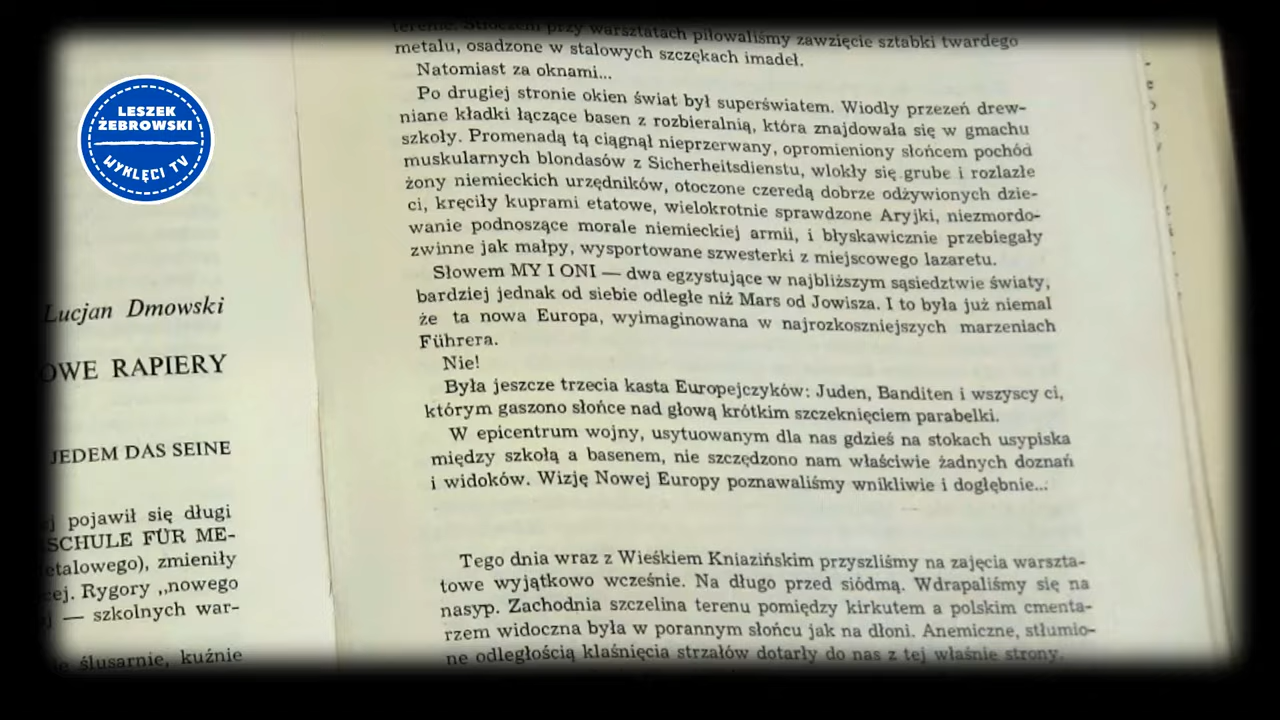 LESZEK
ŻEBROWSKI
WYKLĘCI TV
Lucjan Dmowski
OWE RAPIERY
JEDEM DAS SEINE
pojawił się długi
SCHULE FÜR ME-
etalowego), zmieniły
cej. Rygory „nowego
— szkolnych war-
ślusarnie, kuźnie
terenie. Stłoczeni przy warsztatach piłowaliśmy zawzięcie sztabki twardego
metalu, osadzone w stalowych szczękach imadeł.
Natomiast za oknami...
Po drugiej stronie okien świat był superświatem. Wiodły przezeń drew-
niane kładki łączące basen z rozbieralnią, która znajdowała się w gmachu
szkoły. Promenadą tą ciągnął nieprzerwany, opromieniony słońcem pochód
muskularnych blondasów z Sicherheitsdienstu, wlokły się grube i rozlazłe
żony niemieckich urzędników, otoczone czeredą dobrze odżywionych dzie-
ci, kręciły kuprami etatowe, wielokrotnie sprawdzone Aryjki, niezmordo-
wanie podnoszące morale niemieckiej armii, i błyskawicznie przebiegały
zwinne jak małpy, wysportowane szwesterki z miejscowego lazaretu.
Słowem MY I ONI — dwa egzystujące w najbliższym sąsiedztwie światy,
bardziej jednak od siebie odległe niż Mars od Jowisza. I to była już niemal
że ta nowa Europa, wyimaginowana w najrozkoszniejszych marzeniach
Führera.
Nie!
Była jeszcze trzecia kasta Europejczyków: Juden, Banditen i wszyscy ci,
którym gaszono słońce nad głową krótkim szczeknięciem parabelki.
W epicentrum wojny, usytuowanym dla nas gdzieś na stokach usypiska
między szkołą a basenem, nie szczędzono nam właściwie żadnych doznań
i widoków. Wizję Nowej Europy poznawaliśmy wnikliwie i dogłębnie...
Tego dnia wraz z Wieśkiem Kniazińskim przyszliśmy na zajęcia warszta-
towe wyjątkowo wcześnie. Na długo przed siódmą. Wdrapaliśmy się na
nasyp. Zachodnia szczelina terenu pomiędzy kirkutem a polskim cmenta-
rzem widoczna była w porannym słońcu jak na dłoni. Anemiczne, stłumio-
ne odległością klaśnięcia strzałów dotarły do nas z tej właśnie strony.